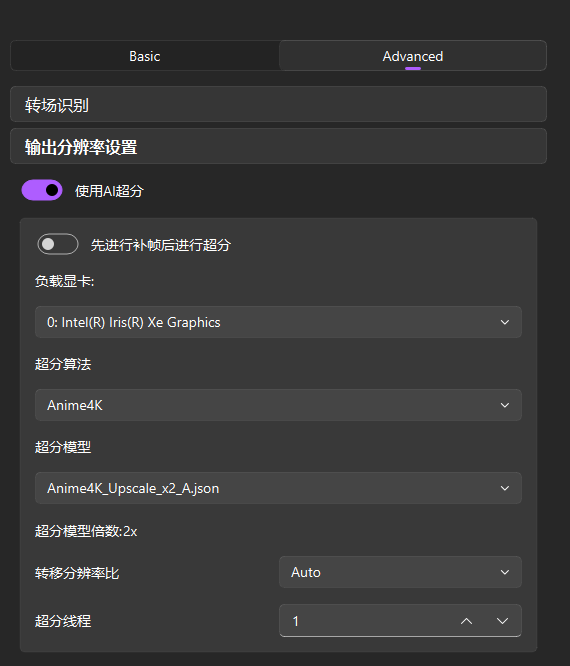 Basic
Advanced
转场识别
输出分辨率设置
使用AI超分
先进行补帧后进行超分
负载显卡:
0: Intel(R) Iris(R) Xe Graphics
超分算法
Anime4K
超分模型
Anime4K_Upscale_x2_A.json
超分模型倍数:2x
转移分辨率比
Auto
超分线程
1